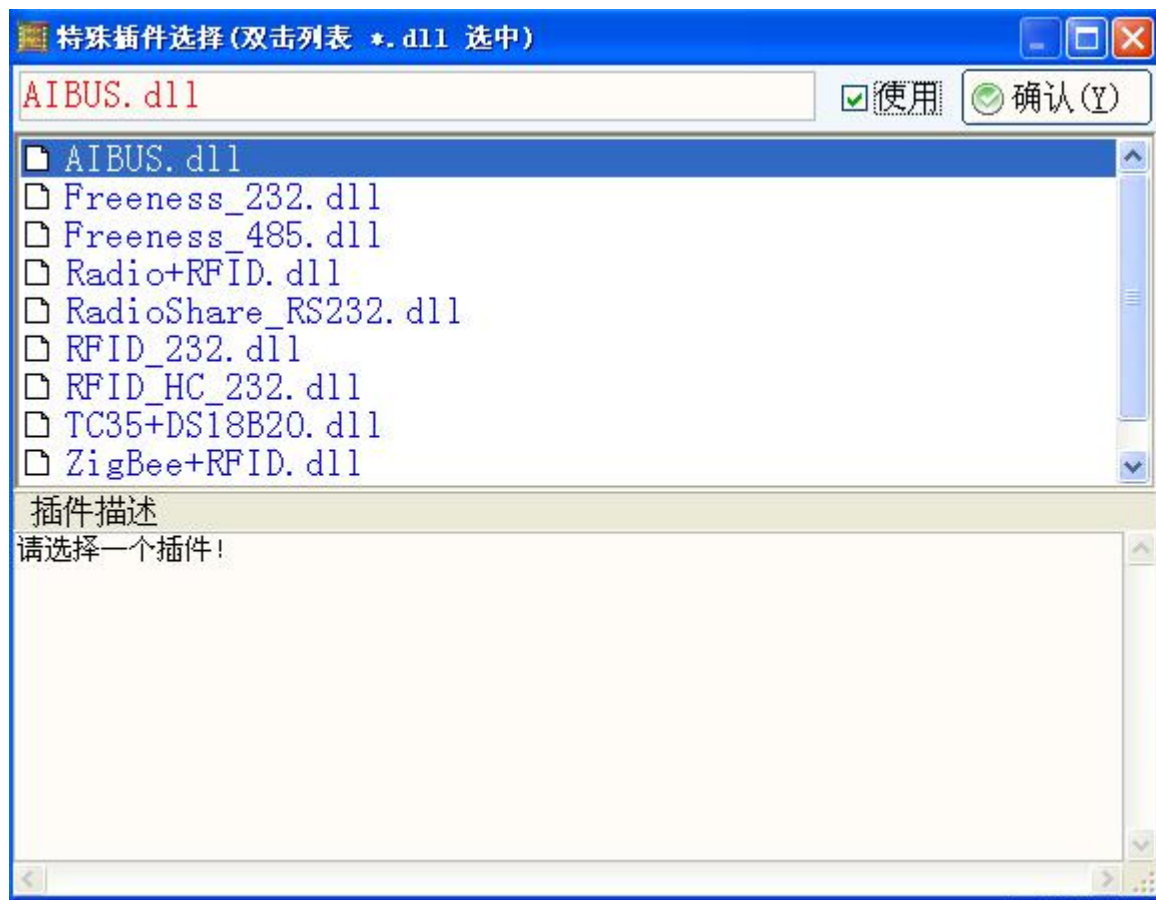 特殊插件选择(双击列表 *.dll 选中)
AIBUS.dll
使用
确认(Y)
AIBUS.dll
Freeness_232.dll
Freeness_485.dll
Radio+RFID.dll
RadioShare_RS232.dll
RFID_232.dll
RFID_HC_232.dll
TC35+DS18B20.dll
ZigBee+RFID.dll
插件描述
请选择一个插件!